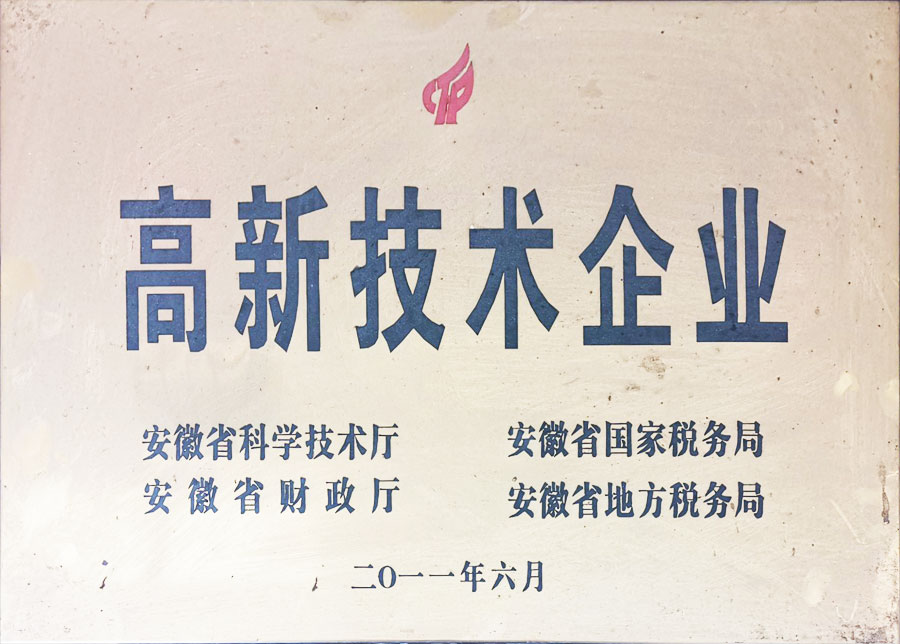 CTP
高新技术企业
安徽省科学技术厅
安徽省国家税务局
安徽省财政厅
安徽省地方税务局
二O一一年六月